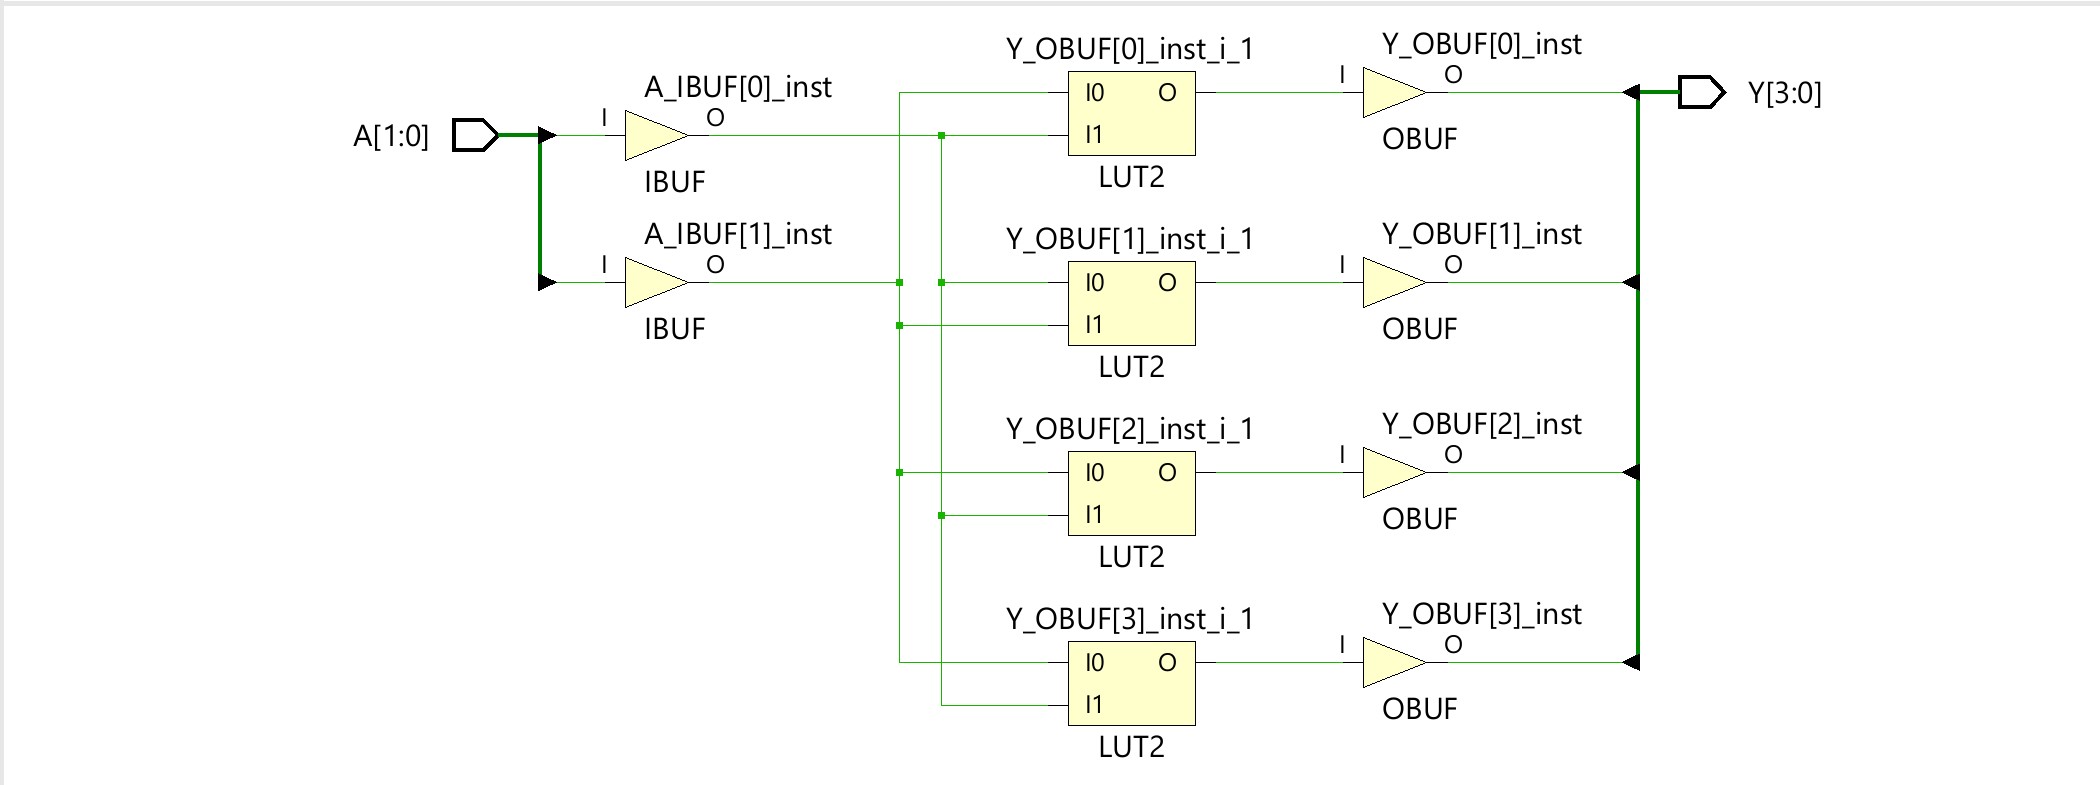 A[1:0]
A_IBUF[0]_inst
I
O
IBUF
A_IBUF[1]_inst
I
O
IBUF
Y_OBUF[0]_inst_i_1
I0
O
I1
LUT2
Y_OBUF[1]_inst_i_1
I0
O
I1
LUT2
Y_OBUF[2]_inst_i_1
I0
O
I1
LUT2
Y_OBUF[3]_inst_i_1
I0
O
I1
LUT2
Y_OBUF[0]_inst
I
O
OBUF
Y_OBUF[1]_inst
I
O
OBUF
Y_OBUF[2]_inst
I
O
OBUF
Y_OBUF[3]_inst
I
O
OBUF
Y[3:0]